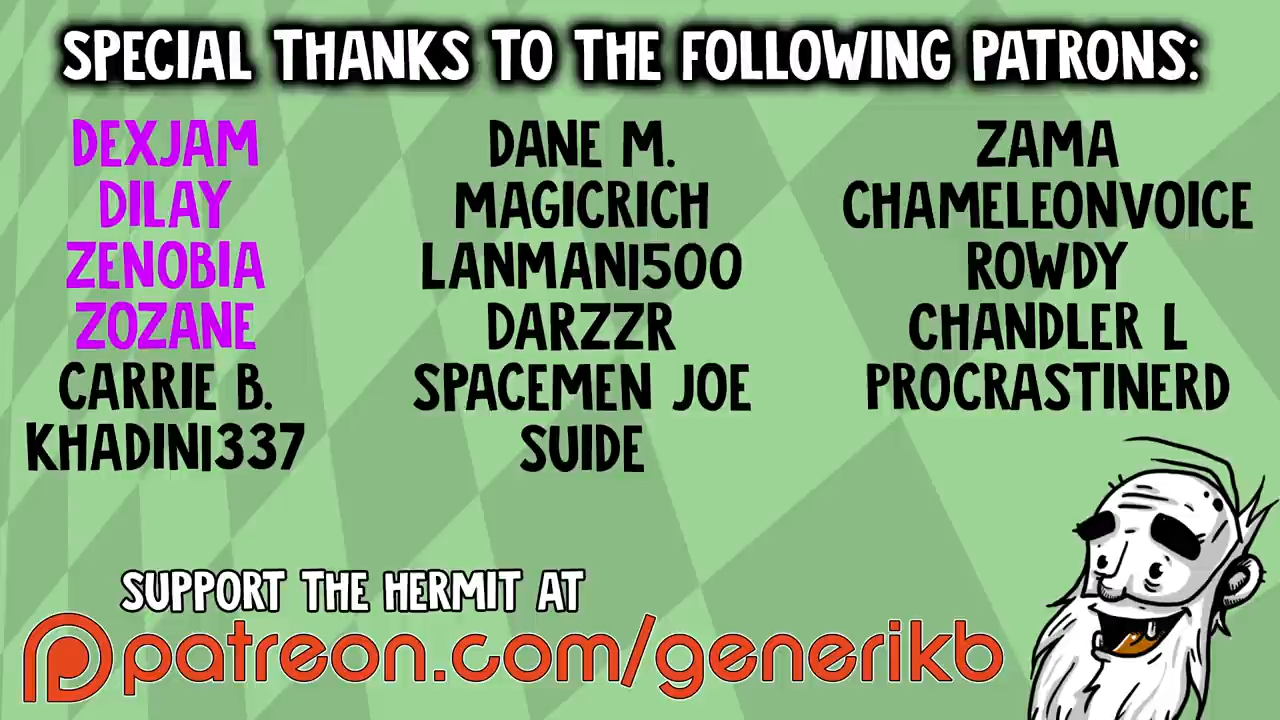 SPECIAL THANKS TO THE FOLLOWING PATRONS:
DEXJAM
DILAY
ZENOBIA
ZOZANE
CARRIE B.
KHADIN1337
DANE M.
MAGICRICH
LANMAN1500
DARZZR
SPACEMEN JOE
SUIDE
ZAMA
CHAMELEONVOICE
ROWDY
CHANDLER L
PROCRASTINERD
SUPPORT THE HERMIT AT
patreon.com/generikb